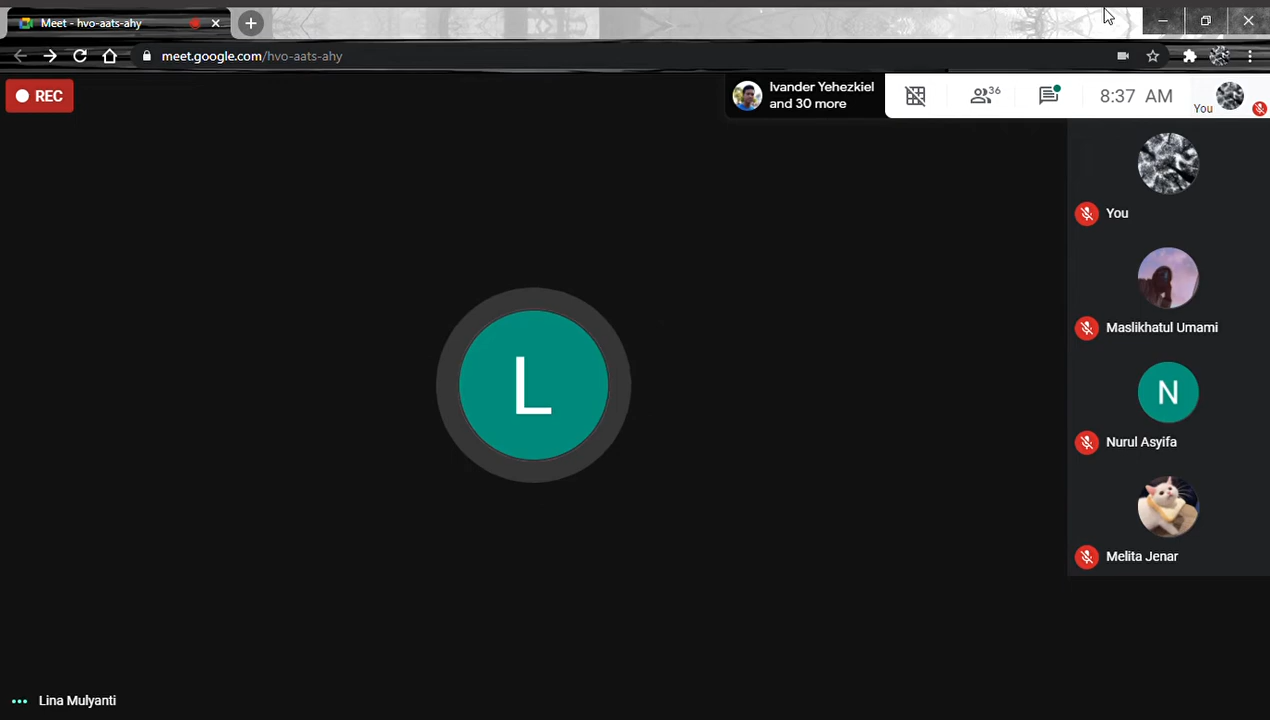 Meet - hvo-aats-ahy
meet.google.com/hvo-aats-ahy
REC
Ivander Yehezkiel
and 30 more
36
8:37 AM
You
You
Maslikhatul Umami
N
Nurul Asyifa
Melita Jenar
L
Lina Mulyanti